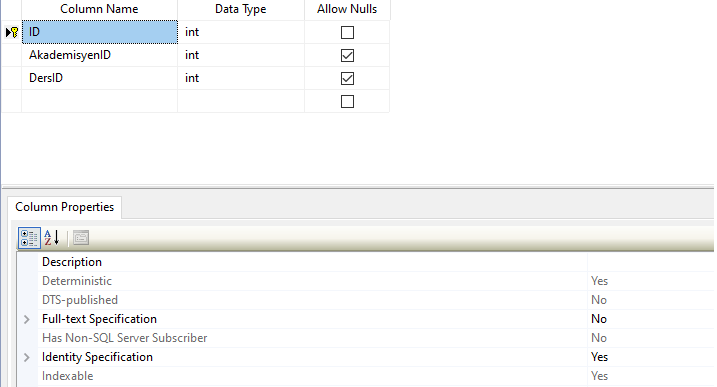 Column Name Data Type Allow Nulls
ID int
AkademisyenID int
DersID int
Column Properties
Description
Deterministic Yes
DTS-published No
Full-text Specification No
Has Non-SQL Server Subscriber No
Identity Specification Yes
Indexable Yes